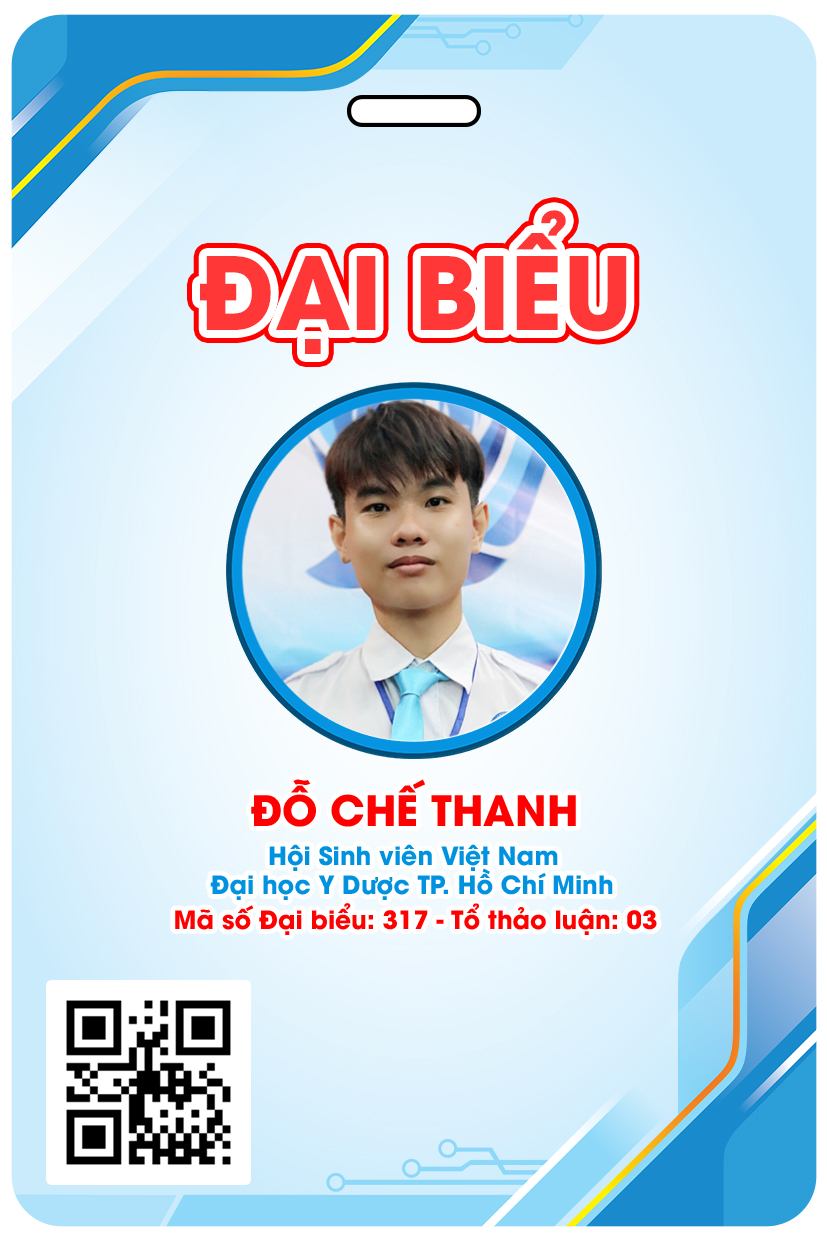 ĐẠI BIỂU
ĐỖ CHẾ THANH
Hội Sinh viên Việt Nam
Đại học Y Dược TP. Hồ Chí Minh
Mã số Đại biểu: 317 - Tổ thảo luận: 03